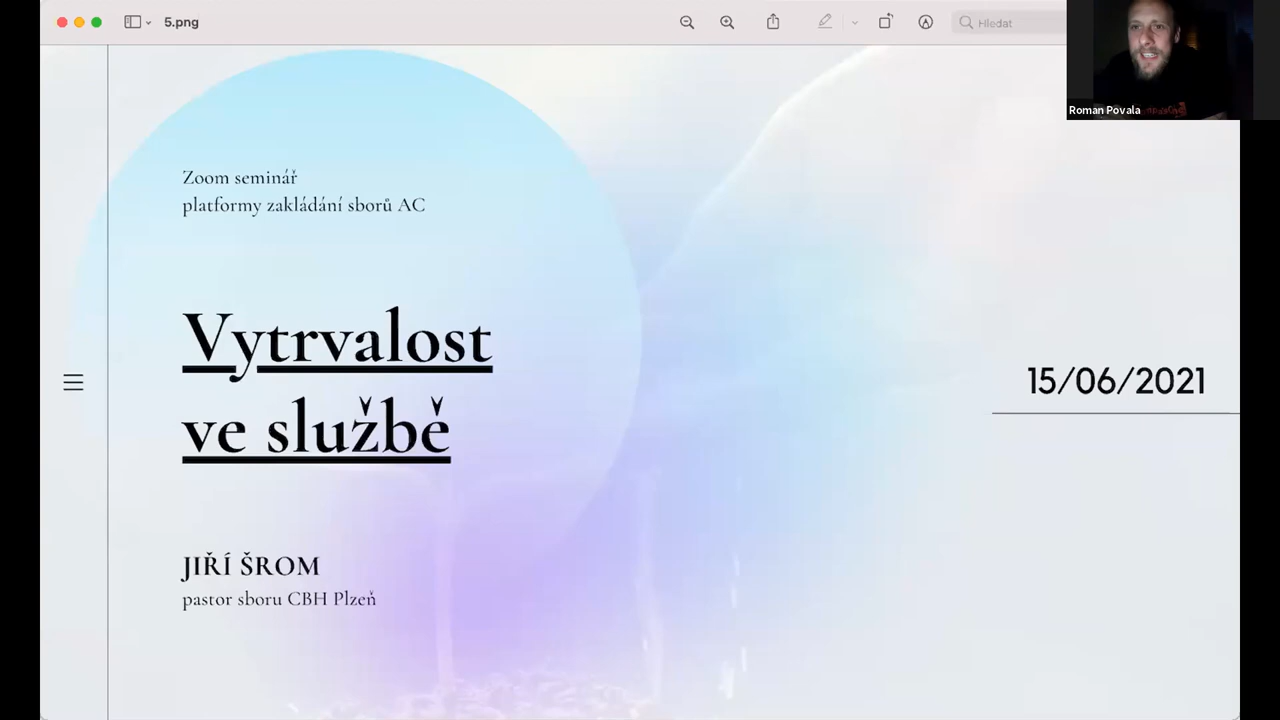 5.png
Hledat
Roman Povala
Zoom seminář
platformy zakládání sborů AC
Vytrvalost
ve službě
15/06/2021
JIŘÍ ŠROM
pastor sboru CBH Plzeň